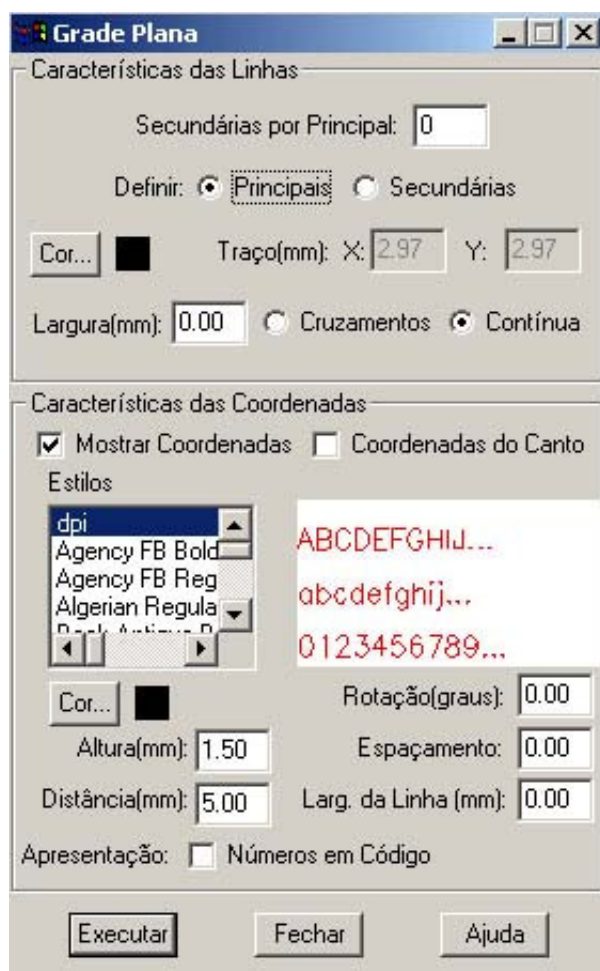 Grade Plana
Características das Linhas
Secundárias por Principal: 0
Definir: Principais Secundárias
Cor... Traço(mm): X: 2.97 Y: 2.97
Largura(mm): 0.00 Cruzamentos Contínua
Características das Coordenadas
Mostrar Coordenadas Coordenadas do Canto
Estilos
dpi
Agency FB Bold
Agency FB Reg
Algerian Regula
ABCDEFGHIJ...
abcdefghij...
0123456789...
Cor... Rotação(graus): 0.00
Altura(mm): 1.50 Espaçamento: 0.00
Distância(mm): 5.00 Larg. da Linha (mm): 0.00
Apresentação: Números em Código
Executar Fechar Ajuda